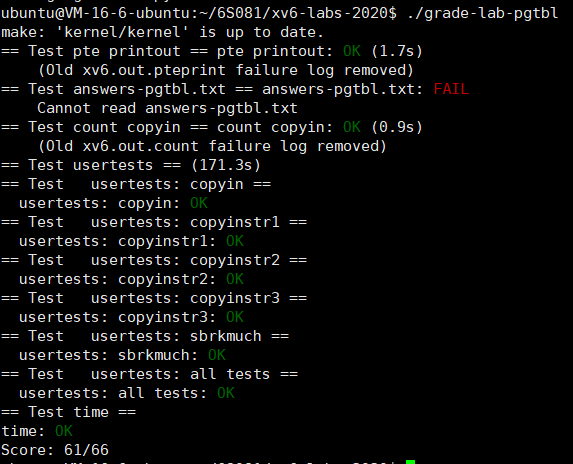 ubuntu@VM-16-6-ubuntu:~/6S081/xv6-labs-2020$ ./grade-lab-pgtbl
make: 'kernel/kernel' is up to date.
== Test pte printout == pte printout: OK (1.7s)
    (Old xv6.out.pteprint failure log removed)
== Test answers-pgtbl.txt == answers-pgtbl.txt: FAIL
    Cannot read answers-pgtbl.txt
== Test count copyin == count copyin: OK (0.9s)
    (Old xv6.out.count failure log removed)
== Test usertests == (171.3s)
== Test   usertests: copyin ==
  usertests: copyin: OK
== Test   usertests: copyinstr1 ==
  usertests: copyinstr1: OK
== Test   usertests: copyinstr2 ==
  usertests: copyinstr2: OK
== Test   usertests: copyinstr3 ==
  usertests: copyinstr3: OK
== Test   usertests: sbrkmuch ==
  usertests: sbrkmuch: OK
== Test   usertests: all tests ==
  usertests: all tests: OK
== Test time ==
time: OK
Score: 61/66